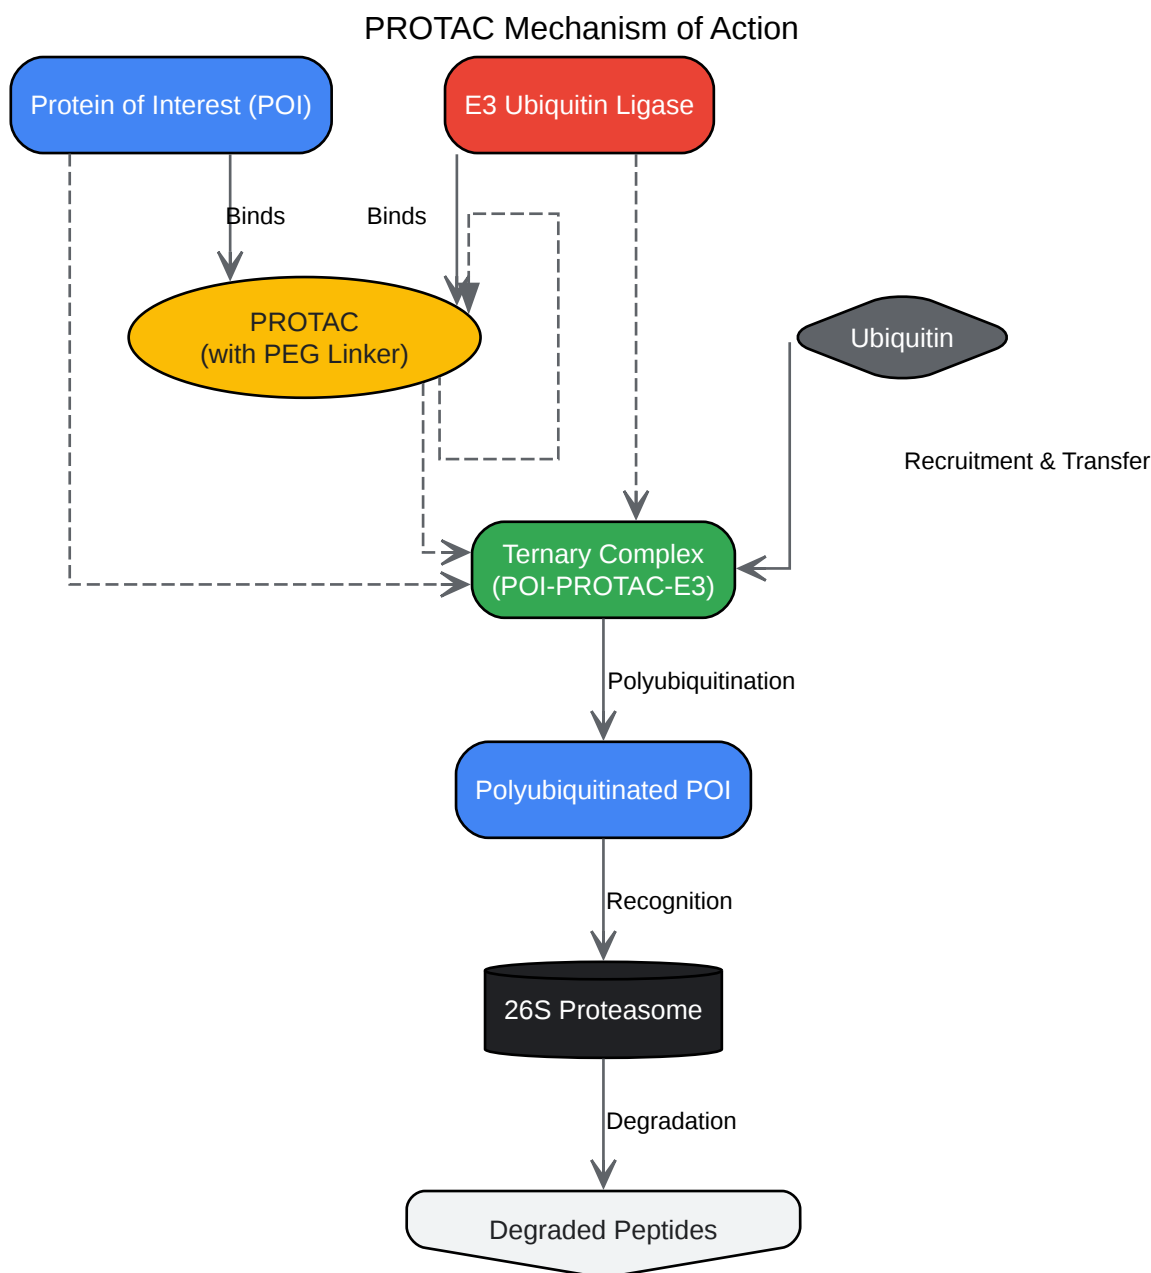 PROTAC Mechanism of Action
Protein of Interest (POI)
E3 Ubiquitin Ligase
Binds
Binds
PROTAC
(with PEG Linker)
Ubiquitin
Recruitment & Transfer
Ternary Complex
(POI-PROTAC-E3)
Polyubiquitination
Polyubiquitinated POI
Recognition
26S Proteasome
Degradation
Degraded Peptides